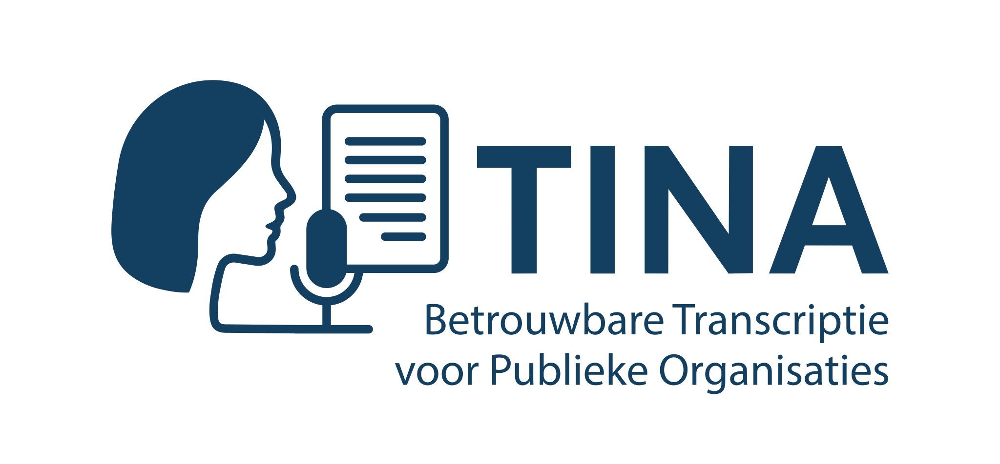 TINA
Betrouwbare Transcriptie
voor Publieke Organisaties